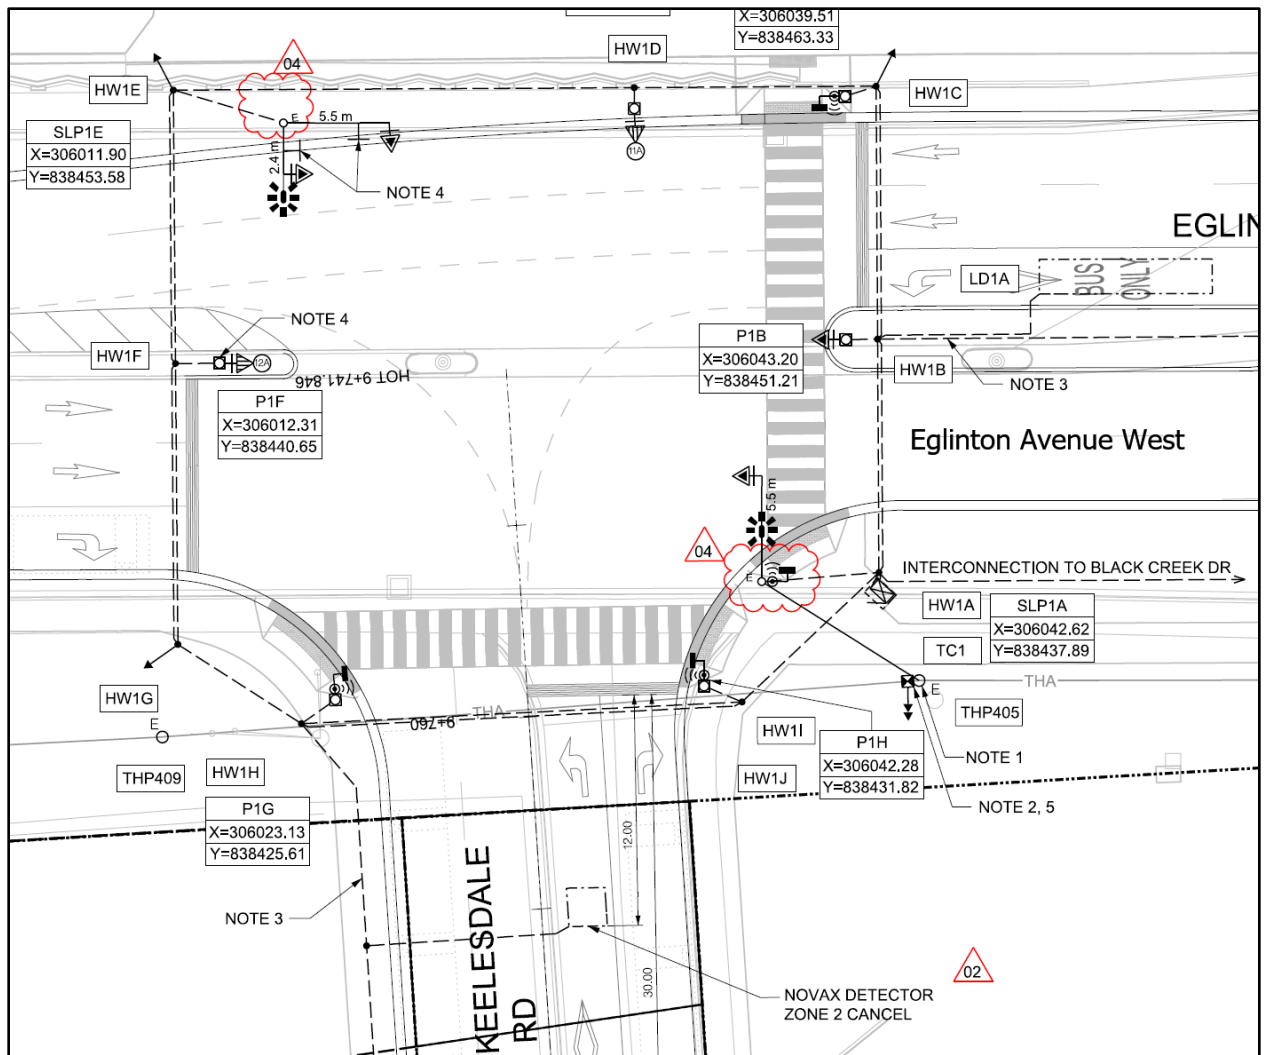 X=306039.51
Y=838463.33
HW1D
04
HW1E
HW1C
E
5.5 m
SLP1E
X=306011.90
Y=838453.58
11A
2.4 m
NOTE 4
EGLIN
LD1A
BUS
ONLY
NOTE 4
P1B
X=306043.20
Y=838451.21
HW1F
12A
HW1B
HOT 9+741.846
NOTE 3
P1F
X=306012.31
Y=838440.65
Eglinton Avenue West
5.5 m
04
INTERCONNECTION TO BLACK CREEK DR
E
HW1A
SLP1A
X=306042.62
Y=838437.89
TC1
THA
E
HW1G
THA
THP405
E
9+760
HW1I
P1H
X=306042.28
Y=838431.82
NOTE 1
THP409
HW1H
HW1J
NOTE 2, 5
P1G
X=306023.13
Y=838425.61
12.00
KEELESDALE
RD
NOTE 3
30.00
02
NOVAX DETECTOR
ZONE 2 CANCEL